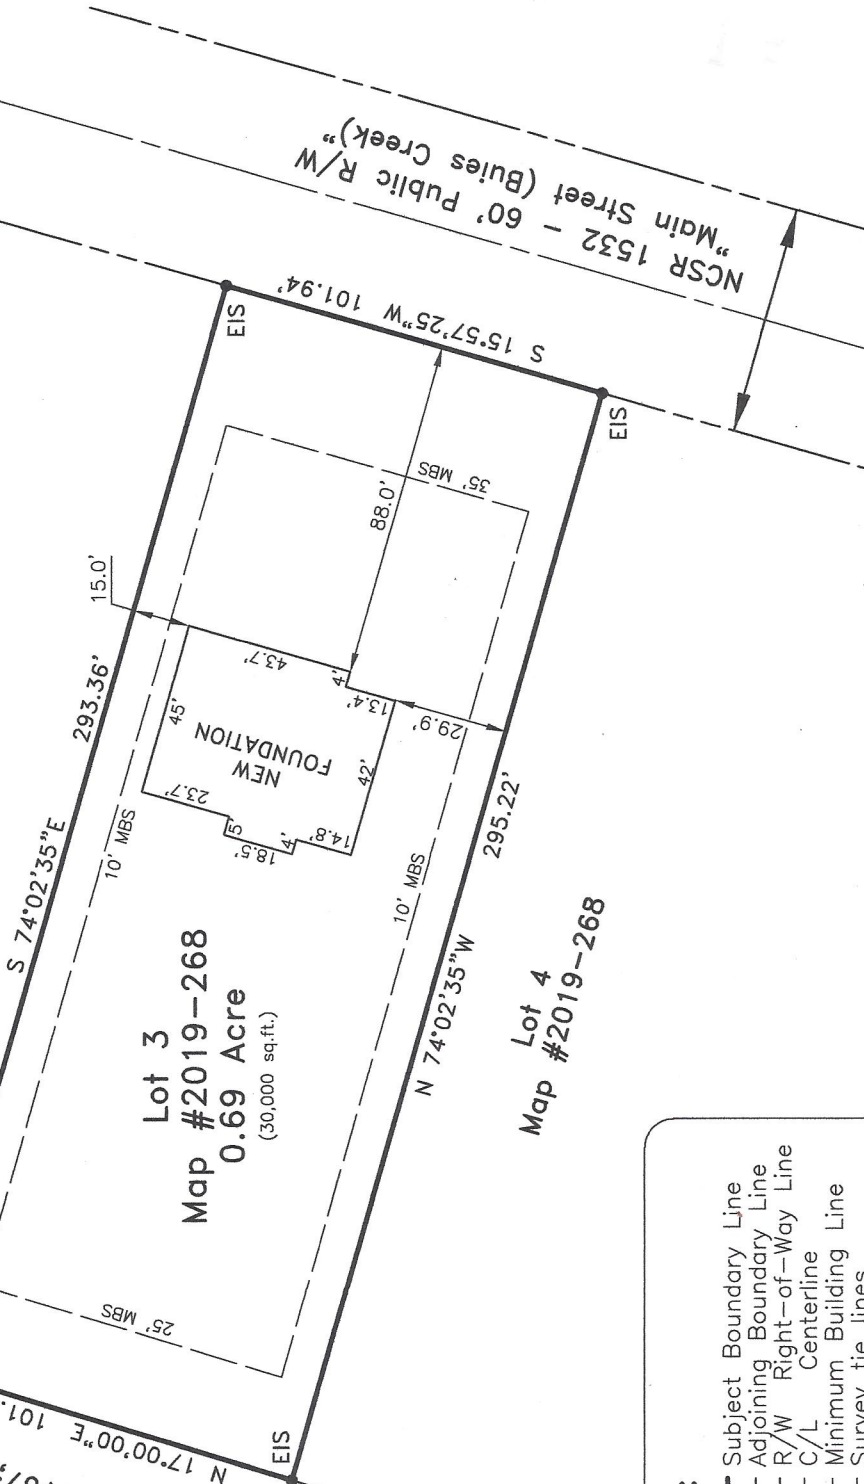 NCSR 1532 - 60' Public R/W
"Main Street (Buies Creek)"
S 15°57'25"W 101.94'
EIS
EIS
35' MBS
88.0'
15.0'
293.36'
S 74°02'35"E
10' MBS
45'
43.7'
4'
13.4'
29.9'
42'
14.8'
4'
18.5'
5'
23.7'
NEW
FOUNDATION
10' MBS
295.22'
N 74°02'35"W
Lot 3
Map #2019-268
0.69 Acre
(30,000 sq.ft.)
Lot 4
Map #2019-268
25' MBS
N 17°00'00"E 101.
EIS
Subject Boundary Line
Adjoining Boundary Line
R/W Right-of-Way Line
C/L Centerline
Minimum Building Line
Survey tie lines